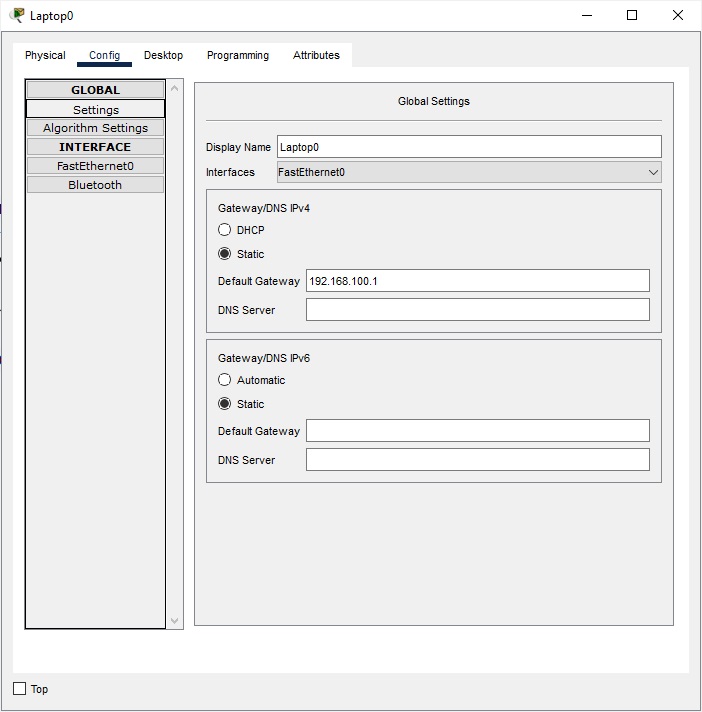 Laptop0
Physical Config Desktop Programming Attributes
GLOBAL
Settings
Algorithm Settings
INTERFACE
FastEthernet0
Bluetooth
Global Settings
Display Name Laptop0
Interfaces FastEthernet0
Gateway/DNS IPv4
DHCP
Static
Default Gateway 192.168.100.1
DNS Server
Gateway/DNS IPv6
Automatic
Static
Default Gateway
DNS Server
Top